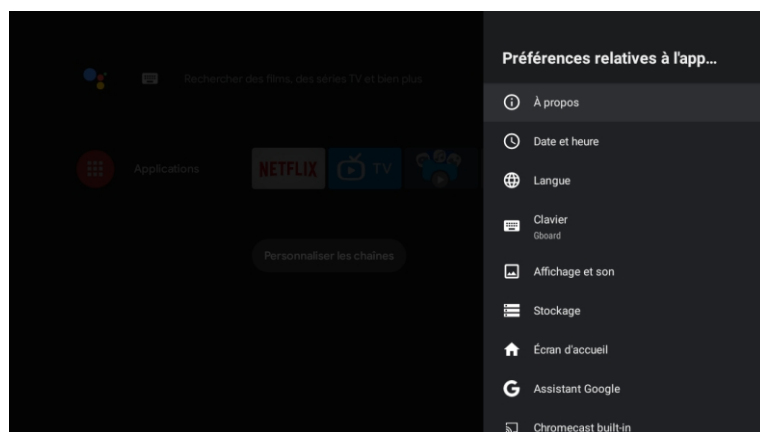 Préférences relatives à l'app...
Rechercher des films, des séries TV et bien plus
À propos
Date et heure
Applications
NETFLIX
TV
Langue
Clavier
Gboard
Personnaliser les chaînes
Affichage et son
Stockage
Écran d'accueil
Assistant Google
Chromecast built-in